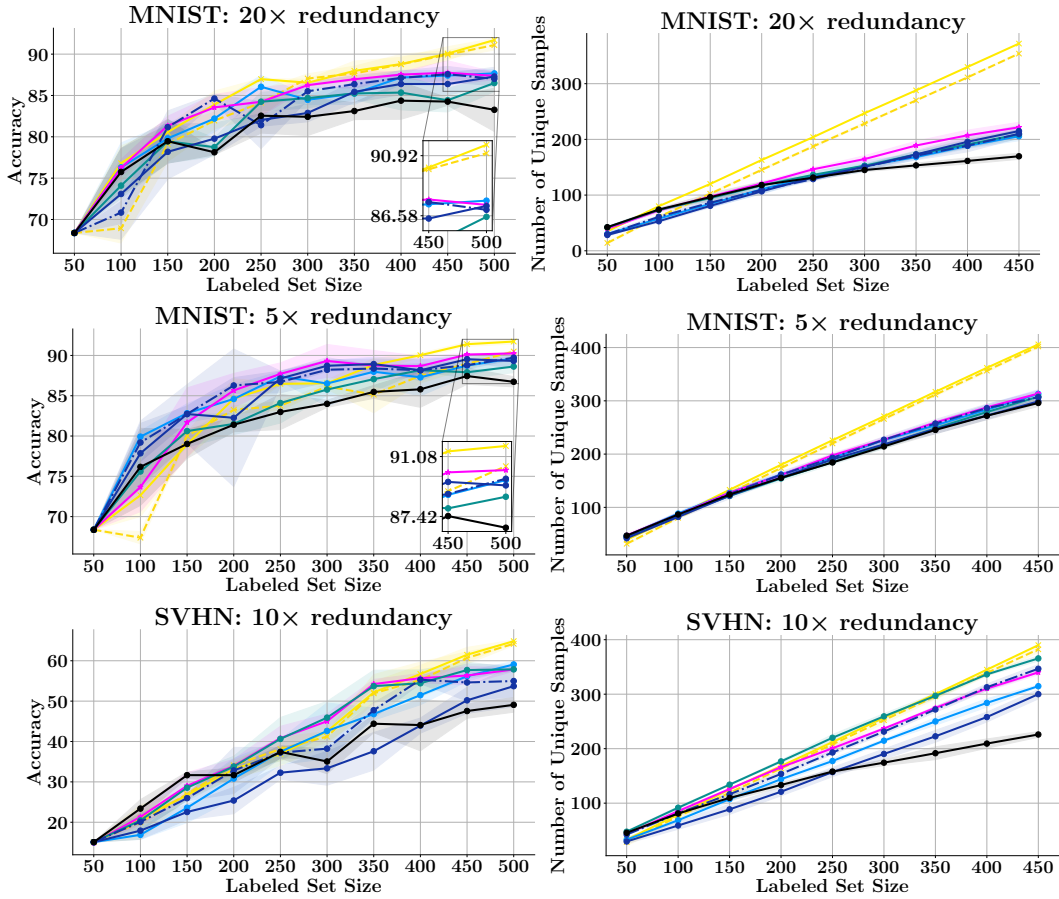 MNIST: 20× redundancy
90
85
80
75
70
Accuracy
90.92
86.58
450 500
50 100 150 200 250 300 350 400 450 500
Labeled Set Size
MNIST: 20× redundancy
300
200
100
0
Number of Unique Samples
50 100 150 200 250 300 350 400 450
Labeled Set Size
MNIST: 5× redundancy
90
85
80
75
70
Accuracy
91.08
87.42
450 500
50 100 150 200 250 300 350 400 450 500
Labeled Set Size
MNIST: 5× redundancy
400
300
200
100
Number of Unique Samples
50 100 150 200 250 300 350 400 450
Labeled Set Size
SVHN: 10× redundancy
60
50
40
30
20
Accuracy
50 100 150 200 250 300 350 400 450 500
Labeled Set Size
SVHN: 10× redundancy
400
300
200
100
Number of Unique Samples
50 100 150 200 250 300 350 400 450
Labeled Set Size